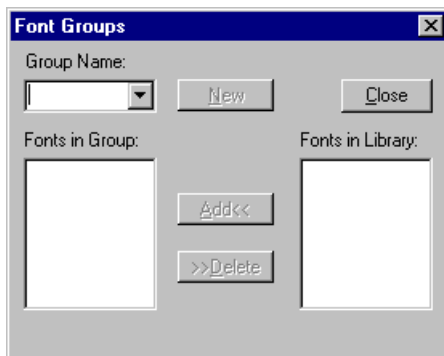 Font Groups
Group Name:
New
Close
Fonts in Group:
Fonts in Library:
Add<<
>>Delete